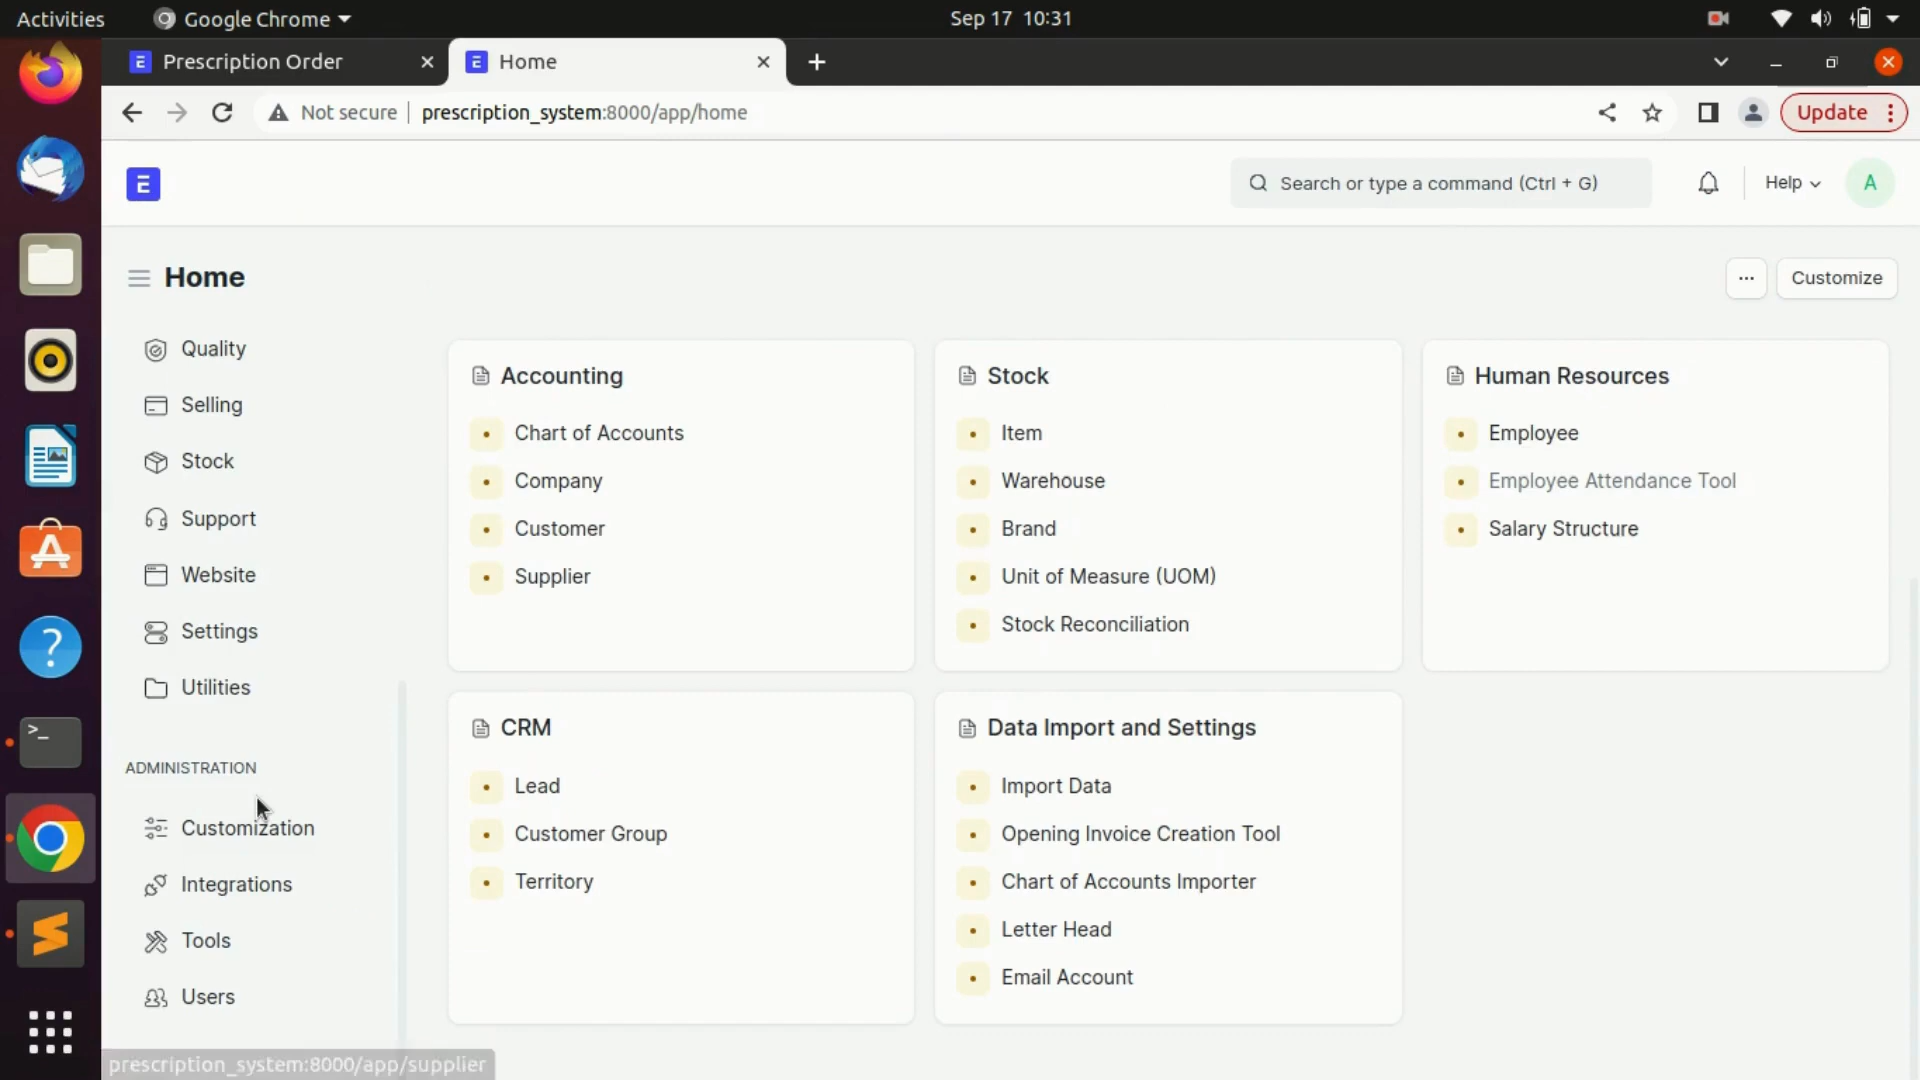 Activities Google Chrome Sep 17 10:31
E Prescription Order E Home
Not secure prescription_system:8000/app/home Update
E Search or type a command (Ctrl + G) Help A
Home ... Customize
Quality
Selling
Stock
Support
Website
Settings
Utilities
ADMINISTRATION
Customization
Integrations
Tools
Users
Accounting
Chart of Accounts
Company
Customer
Supplier
Stock
Item
Warehouse
Brand
Unit of Measure (UOM)
Stock Reconciliation
Human Resources
Employee
Employee Attendance Tool
Salary Structure
CRM
Lead
Customer Group
Territory
Data Import and Settings
Import Data
Opening Invoice Creation Tool
Chart of Accounts Importer
Letter Head
Email Account
prescription_system:8000/app/supplier